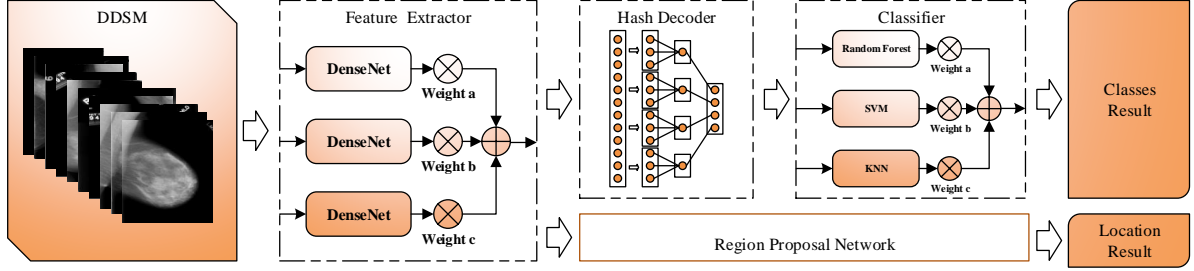 DDSM
Feature Extractor
DenseNet
Weight a
DenseNet
Weight b
DenseNet
Weight c
Hash Decoder
Classifier
Random Forest
Weight a
SVM
Weight b
KNN
Weight c
Classes
Result
Region Proposal Network
Location
Result